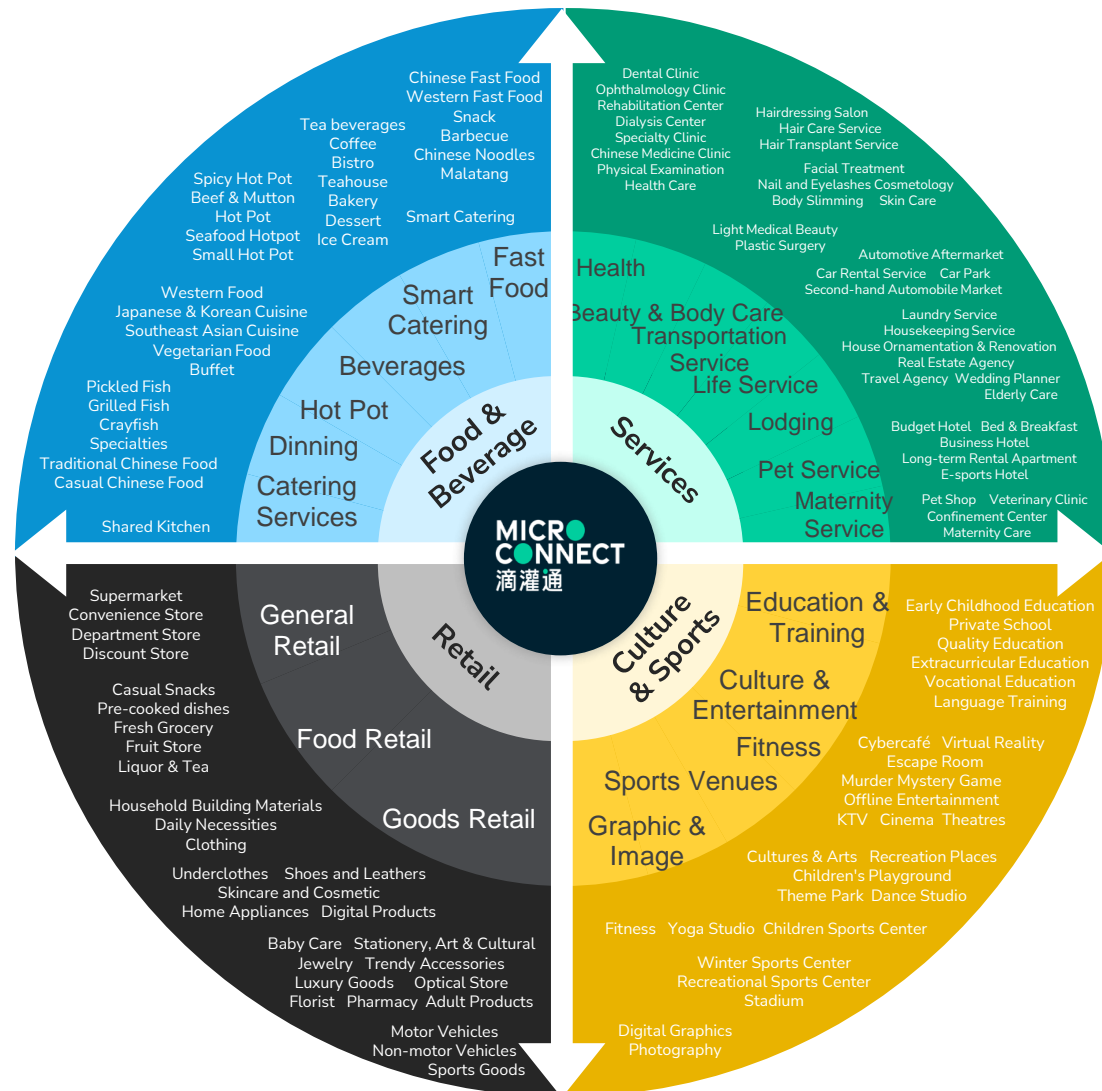 Chinese Fast Food
Western Fast Food
Snack
Barbecue
Chinese Noodles
Malatang
Smart Catering
Tea beverages
Coffee
Bistro
Teahouse
Bakery
Dessert
Ice Cream
Spicy Hot Pot
Beef & Mutton
Hot Pot
Seafood Hotpot
Small Hot Pot
Western Food
Japanese & Korean Cuisine
Southeast Asian Cuisine
Vegetarian Food
Buffet
Pickled Fish
Grilled Fish
Crayfish
Specialties
Traditional Chinese Food
Casual Chinese Food
Shared Kitchen
Fast
Food
Smart
Catering
Beverages
Hot Pot
Dinning
Catering
Services
Food &
Beverage
Dental Clinic
Ophthalmology Clinic
Rehabilitation Center
Dialysis Center
Specialty Clinic
Chinese Medicine Clinic
Physical Examination
Health Care
Hairdressing Salon
Hair Care Service
Hair Transplant Service
Facial Treatment
Nail and Eyelashes Cosmetology
Body Slimming Skin Care
Light Medical Beauty
Plastic Surgery
Automotive Aftermarket
Car Rental Service Car Park
Second-hand Automobile Market
Laundry Service
Housekeeping Service
House Ornamentation & Renovation
Real Estate Agency
Travel Agency Wedding Planner
Elderly Care
Budget Hotel Bed & Breakfast
Business Hotel
Long-term Rental Apartment
E-sports Hotel
Pet Shop Veterinary Clinic
Confinement Center
Maternity Care
Health
Beauty & Body Care
Transportation
Service
Life Service
Lodging
Pet Service
Maternity
Service
Services
MICRO
CONNECT
滴灌通
Supermarket
Convenience Store
Department Store
Discount Store
Casual Snacks
Pre-cooked dishes
Fresh Grocery
Fruit Store
Liquor & Tea
Household Building Materials
Daily Necessities
Clothing
Underclothes Shoes and Leathers
Skincare and Cosmetic
Home Appliances Digital Products
Baby Care Stationery, Art & Cultural
Jewelry Trendy Accessories
Luxury Goods Optical Store
Florist Pharmacy Adult Products
Motor Vehicles
Non-motor Vehicles
Sports Goods
General
Retail
Food Retail
Goods Retail
Retail
Culture
& Sports
Education &
Training
Culture &
Entertainment
Fitness
Sports Venues
Graphic &
Image
Early Childhood Education
Private School
Quality Education
Extracurricular Education
Vocational Education
Language Training
Cybercafé Virtual Reality
Escape Room
Murder Mystery Game
Offline Entertainment
KTV Cinema Theatres
Cultures & Arts Recreation Places
Children's Playground
Theme Park Dance Studio
Fitness Yoga Studio Children Sports Center
Winter Sports Center
Recreational Sports Center
Stadium
Digital Graphics
Photography